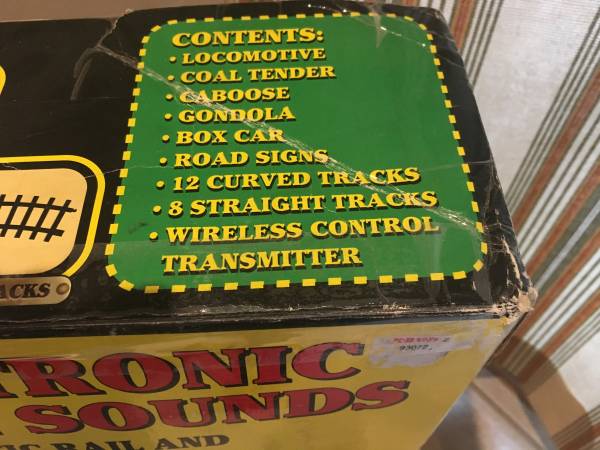 CONTENTS:
• LOCOMOTIVE
• COAL TENDER
• CABOOSE
• GONDOLA
• BOX CAR
• ROAD SIGNS
• 12 CURVED TRACKS
• 8 STRAIGHT TRACKS
• WIRELESS CONTROL
TRANSMITTER
ACKS
TRONIC
SOUNDS
IC RAIL AND